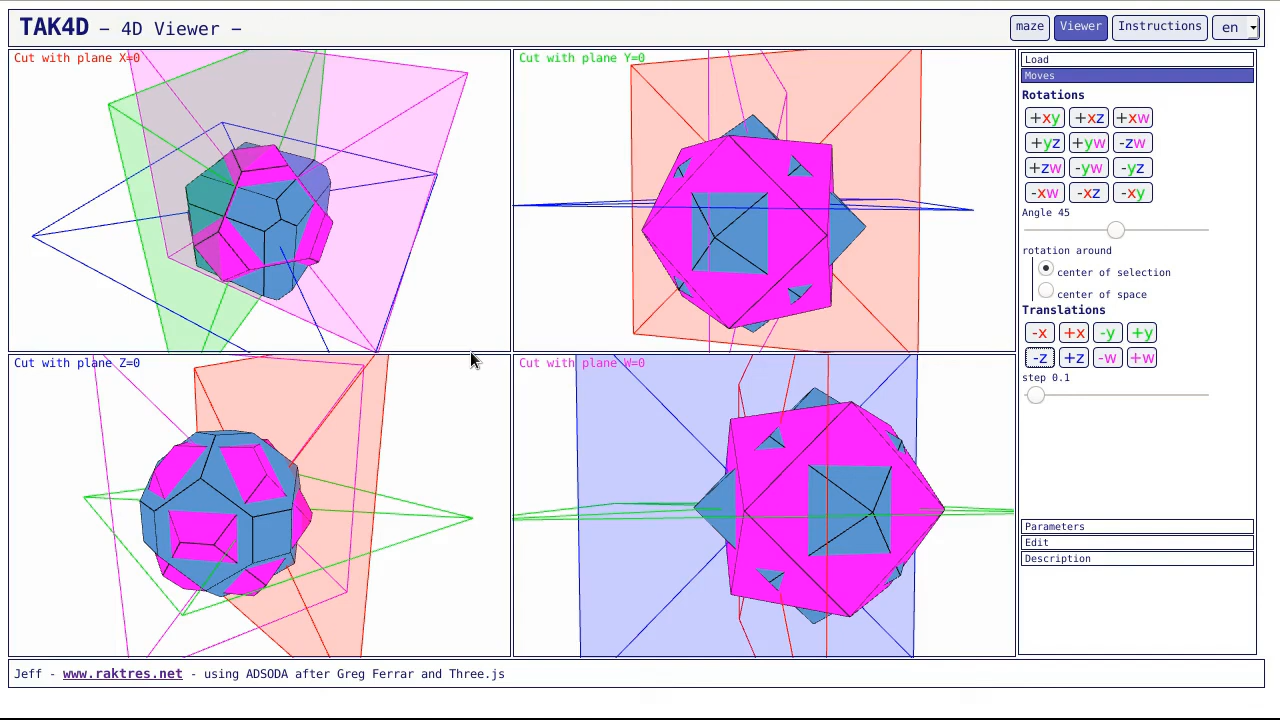 TAK4D – 4D Viewer –
maze Viewer Instructions en
Cut with plane X=0
Cut with plane Y=0
Cut with plane Z=0
Cut with plane W=0
Load
Moves
Rotations
+xy +xz +xw
+yz +yw -zw
+zw -yw -yz
-xw -xz -xy
Angle 45
rotation around
center of selection
center of space
Translations
-x +x -y +y
-z +z -w +w
step 0.1
Parameters
Edit
Description
Jeff - www.raktres.net - using ADSODA after Greg Ferrar and Three.js